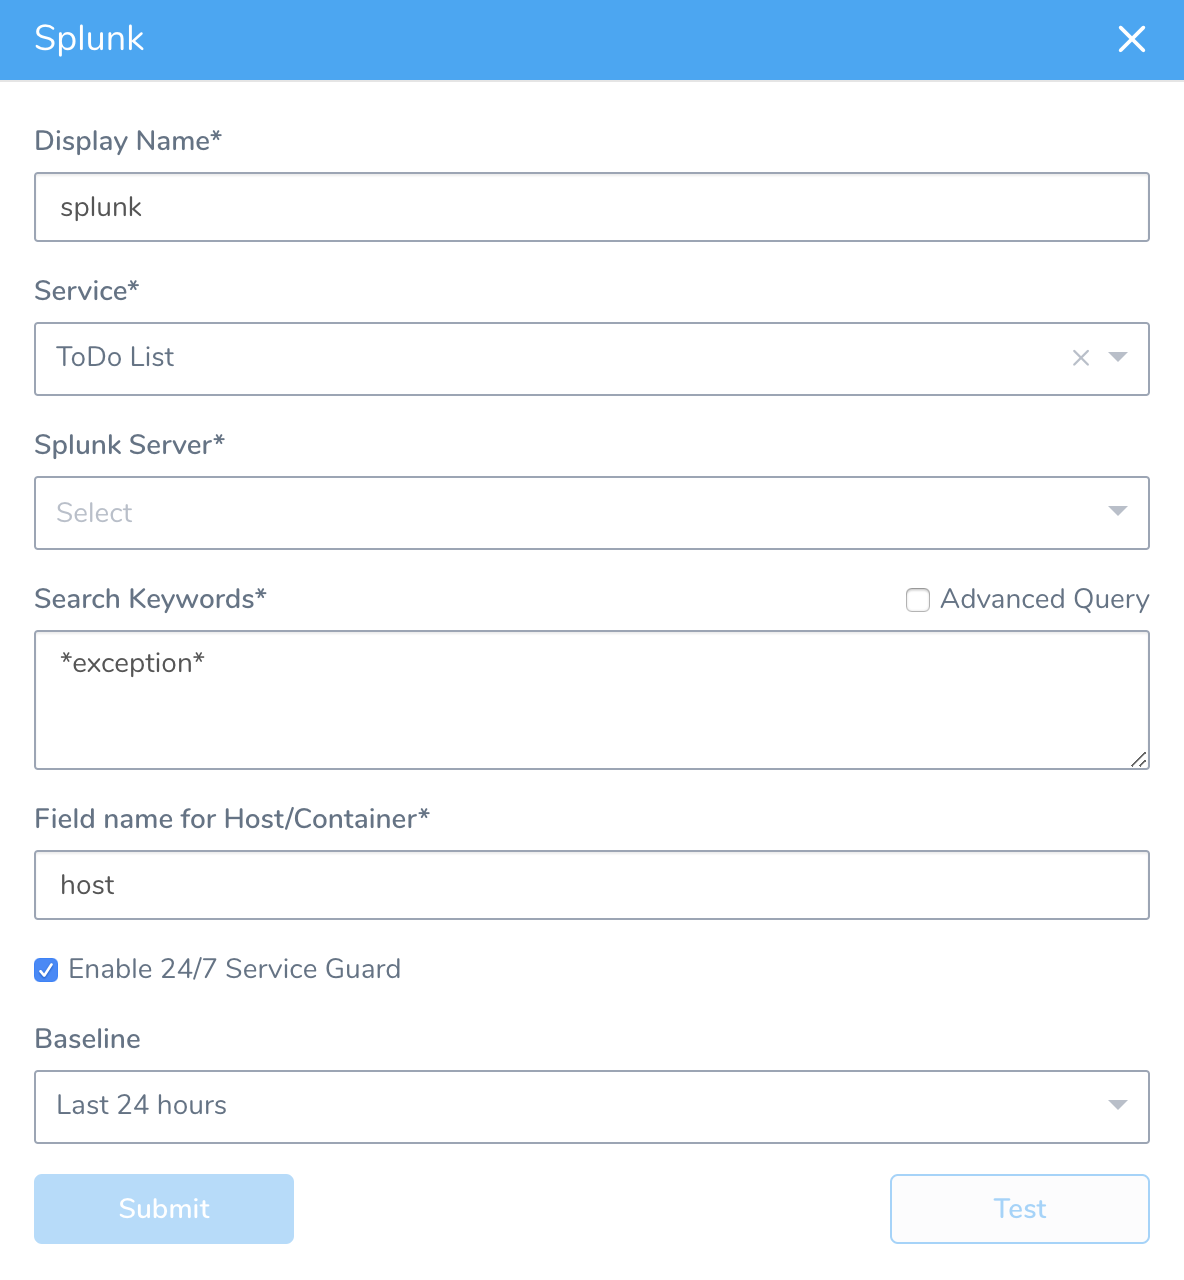 Splunk
Display Name*
splunk
Service*
ToDo List
Splunk Server*
Select
Search Keywords*
Advanced Query
*exception*
Field name for Host/Container*
host
Enable 24/7 Service Guard
Baseline
Last 24 hours
Submit
Test